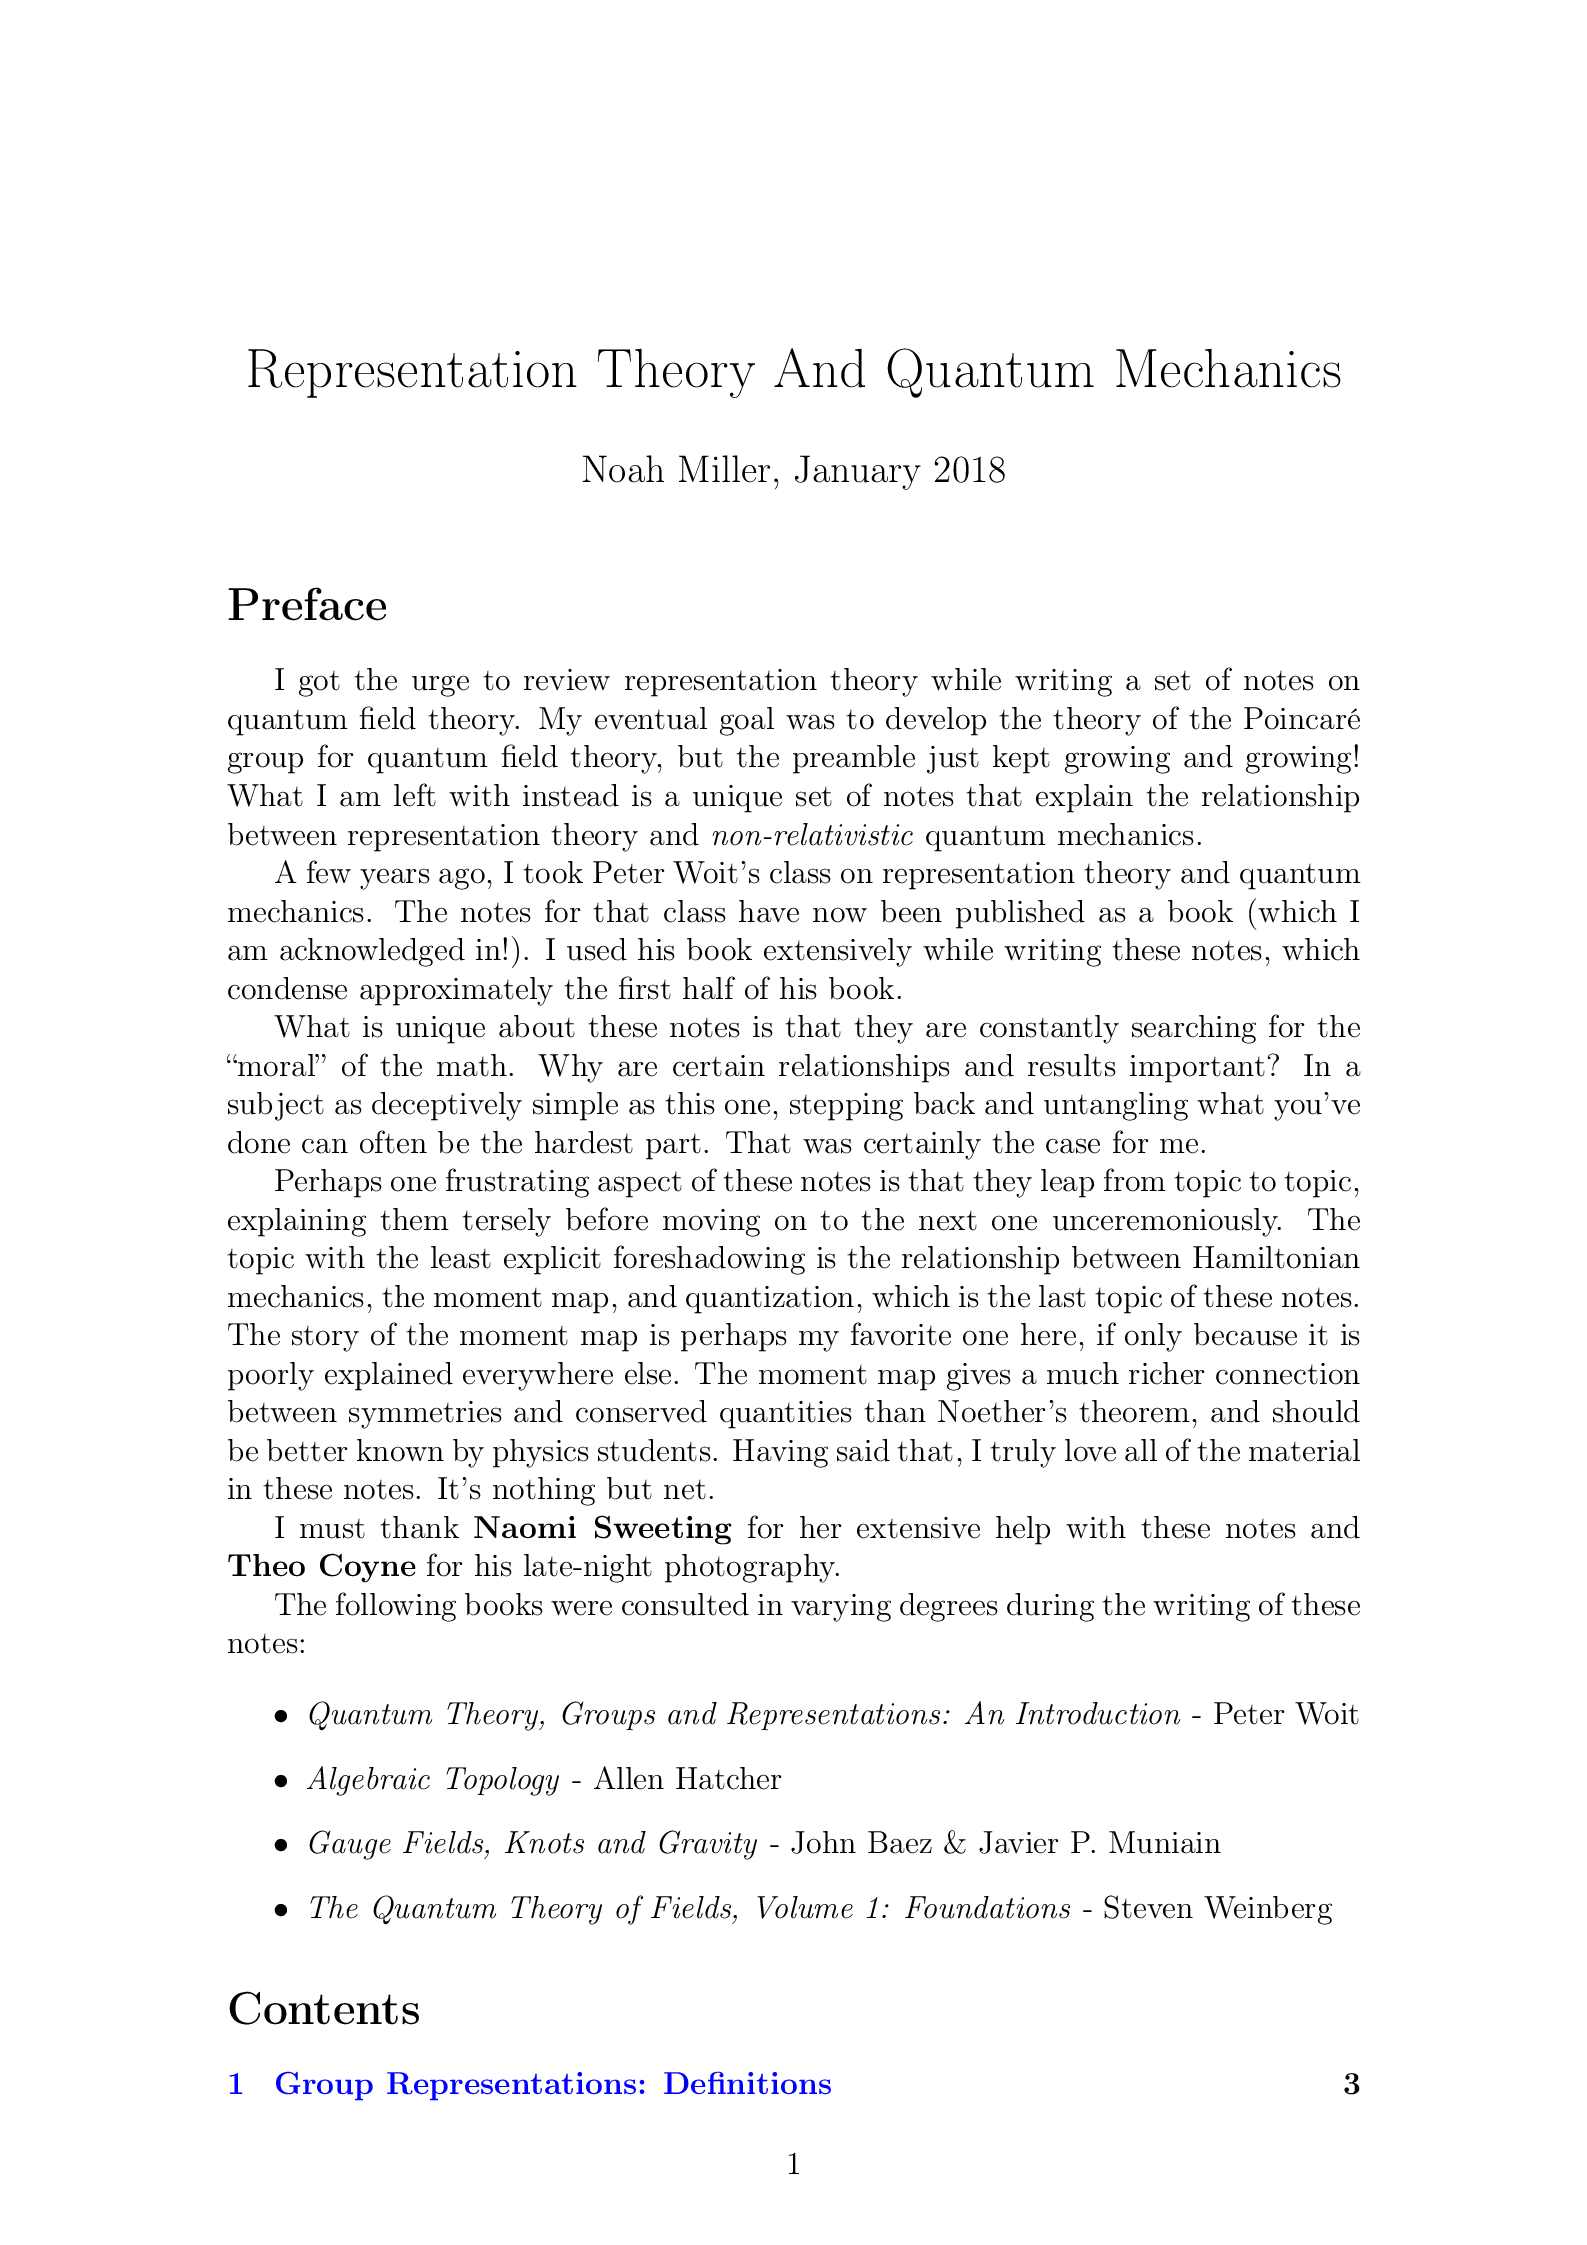 Representation Theory And Quantum Mechanics
Noah Miller, January 2018
Preface
I got the urge to review representation theory while writing a set of notes on
quantum field theory. My eventual goal was to develop the theory of the Poincaré
group for quantum field theory, but the preamble just kept growing and growing!
What I am left with instead is a unique set of notes that explain the relationship
between representation theory and non-relativistic quantum mechanics.
A few years ago, I took Peter Woit's class on representation theory and quantum
mechanics. The notes for that class have now been published as a book (which I
am acknowledged in!). I used his book extensively while writing these notes, which
condense approximately the first half of his book.
What is unique about these notes is that they are constantly searching for the
“moral” of the math. Why are certain relationships and results important? In a
subject as deceptively simple as this one, stepping back and untangling what you've
done can often be the hardest part. That was certainly the case for me.
Perhaps one frustrating aspect of these notes is that they leap from topic to topic,
explaining them tersely before moving on to the next one unceremoniously. The
topic with the least explicit foreshadowing is the relationship between Hamiltonian
mechanics, the moment map, and quantization, which is the last topic of these notes.
The story of the moment map is perhaps my favorite one here, if only because it is
poorly explained everywhere else. The moment map gives a much richer connection
between symmetries and conserved quantities than Noether's theorem, and should
be better known by physics students. Having said that, I truly love all of the material
in these notes. It's nothing but net.
I must thank Naomi Sweeting for her extensive help with these notes and
Theo Coyne for his late-night photography.
The following books were consulted in varying degrees during the writing of these
notes:
• Quantum Theory, Groups and Representations: An Introduction - Peter Woit
• Algebraic Topology - Allen Hatcher
• Gauge Fields, Knots and Gravity - John Baez & Javier P. Muniain
• The Quantum Theory of Fields, Volume 1: Foundations - Steven Weinberg
Contents
1 Group Representations: Definitions 3
1